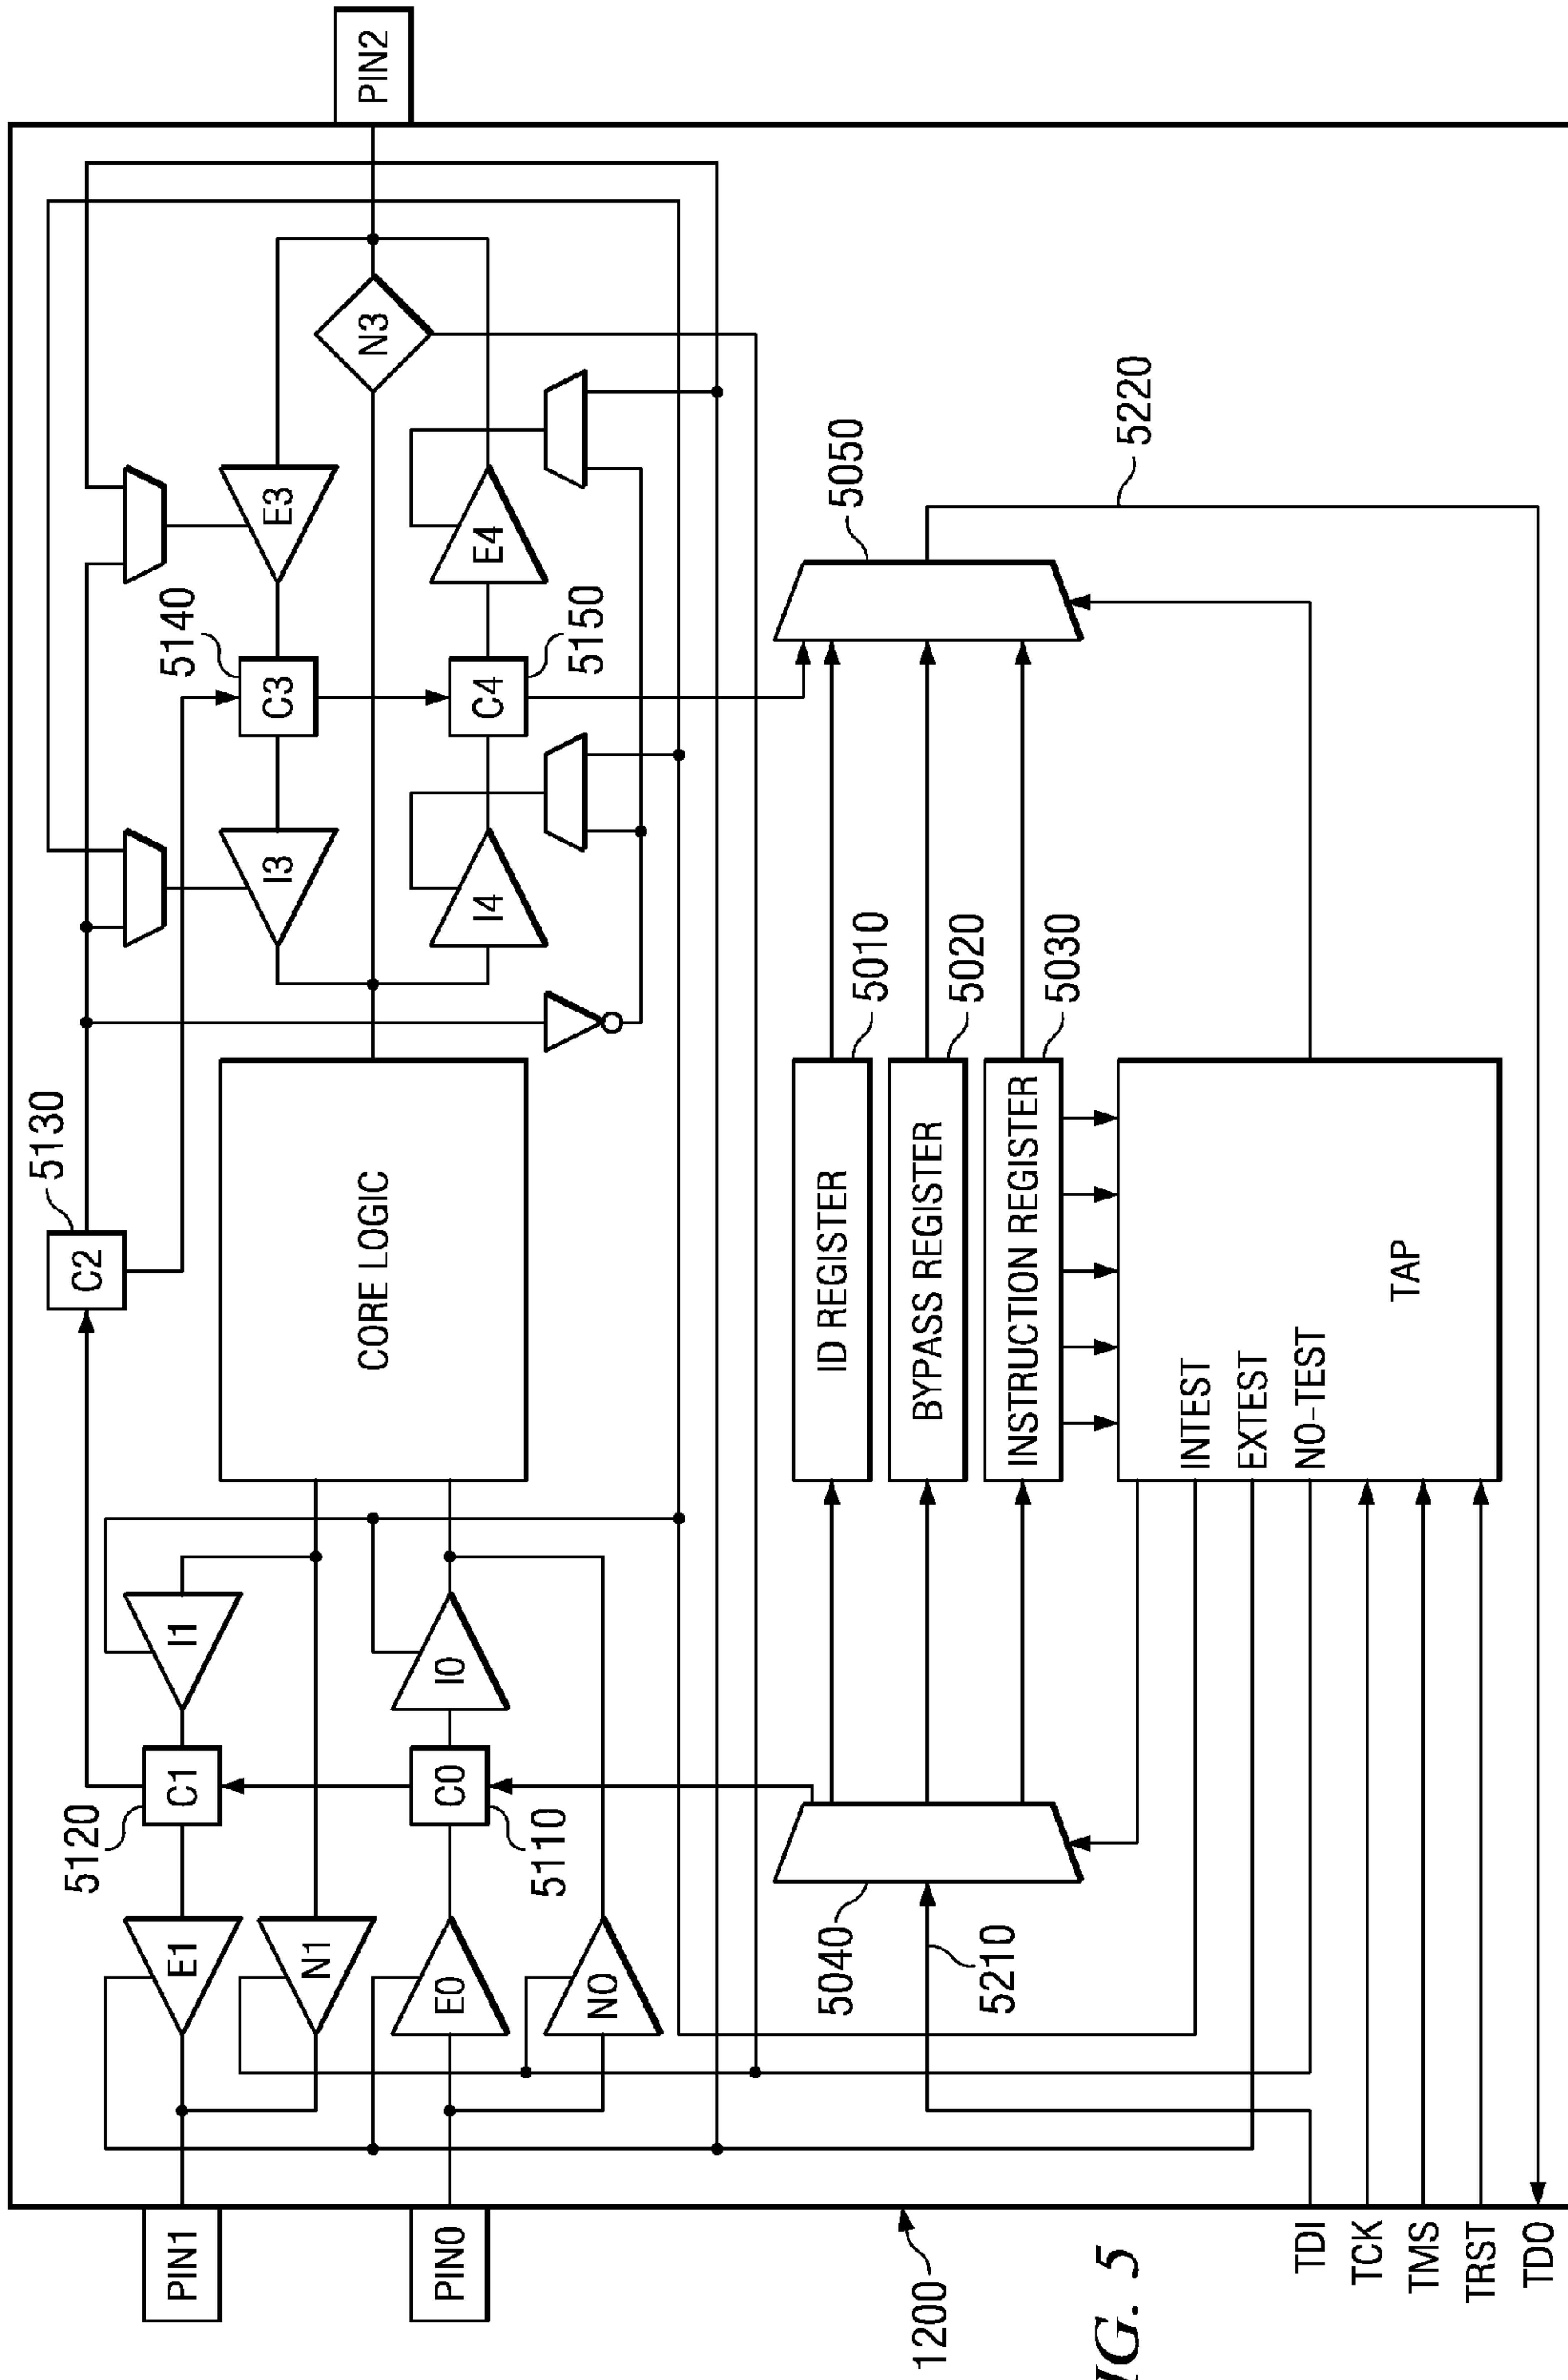 5130
C2
PIN1
5120
E1
C1
I1
N1
CORE LOGIC
I3
C3
5140
E3
N3
PIN2
PIN0
E0
C0
5110
I0
N0
I4
C4
5150
E4
1200
5040
5210
ID REGISTER
5010
BYPASS REGISTER
5020
INSTRUCTION REGISTER
5030
5050
5220
INTEST
EXTEST
NO-TEST
TAP
TDI
TCK
TMS
TRST
TDO
IG. 5